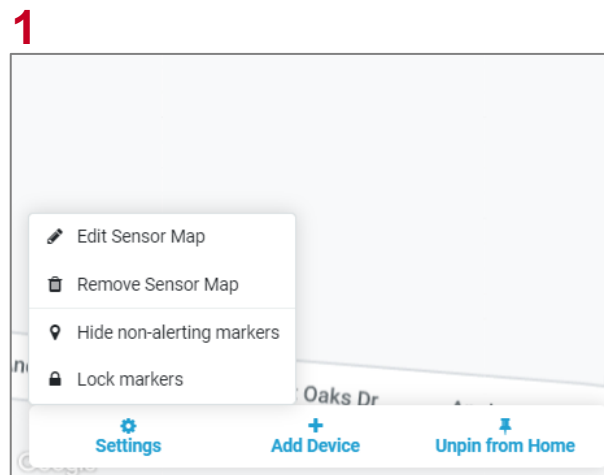 1
Edit Sensor Map
Remove Sensor Map
Hide non-alerting markers
Lock markers
Oaks Dr
Settings
Add Device
Unpin from Home